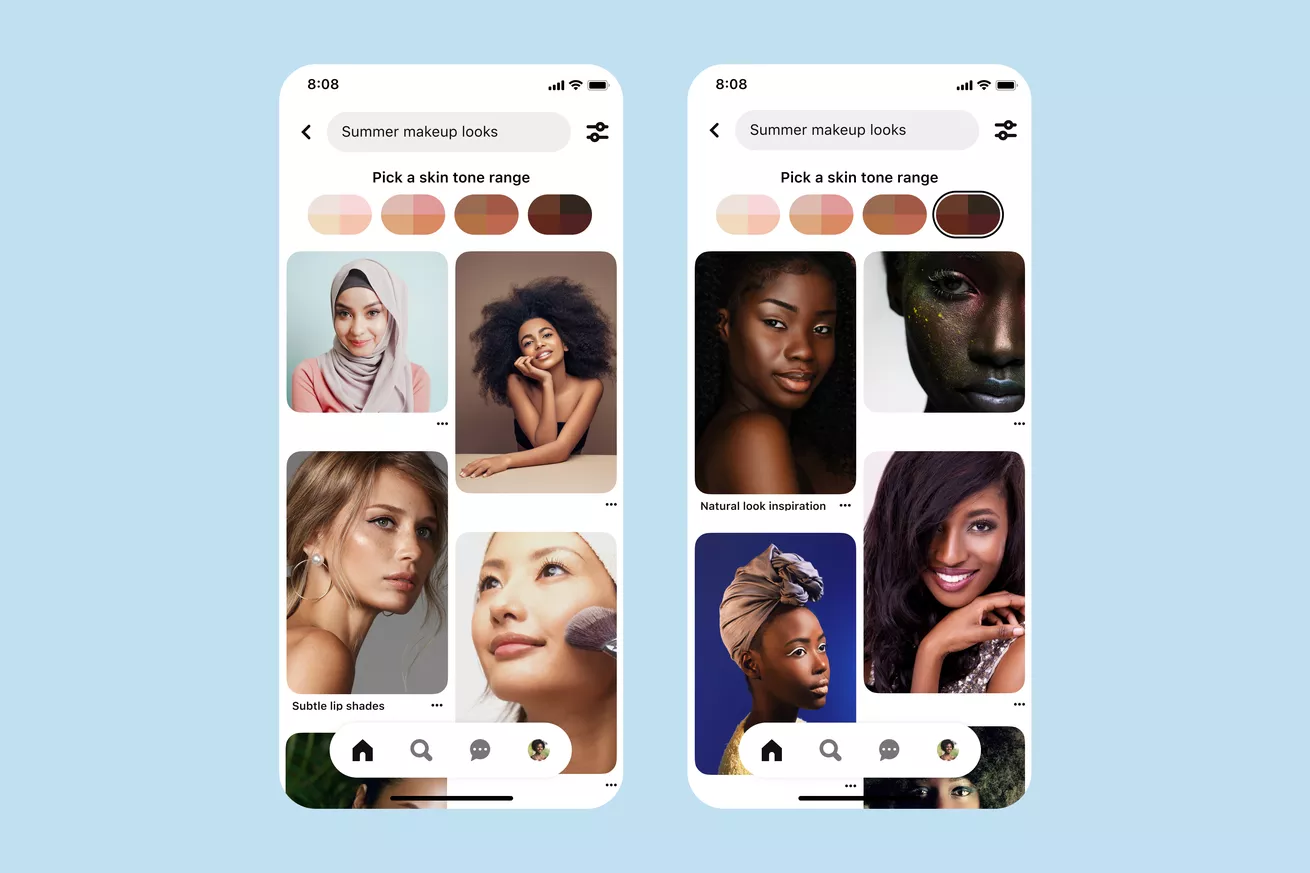 8:08
Summer makeup looks
Pick a skin tone range
Subtle lip shades
8:08
Summer makeup looks
Pick a skin tone range
Natural look inspiration